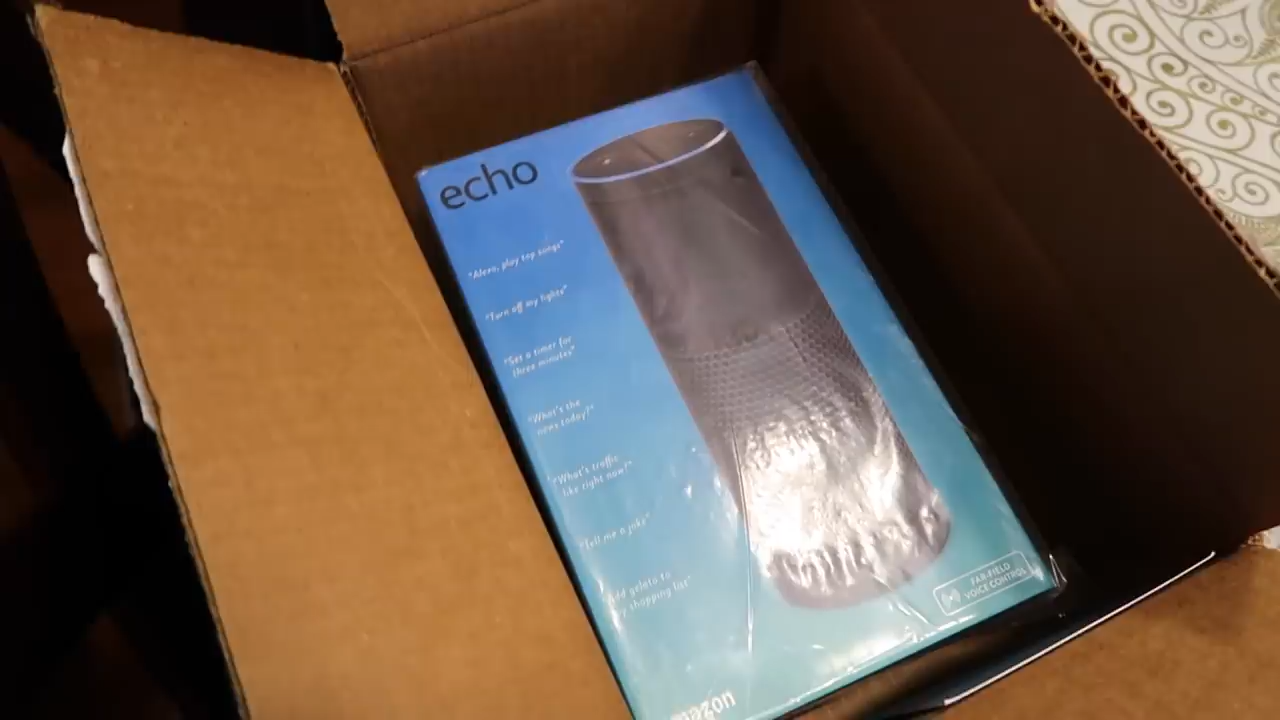 echo
"Alexa, play top songs"
"Turn off my lights"
"Set a timer for
three minutes"
"What's the
news today?"
"What's traffic
like right now?"
"Tell me a joke"
gelato to
shopping list"
FAR-FIELD
VOICE CONTROL